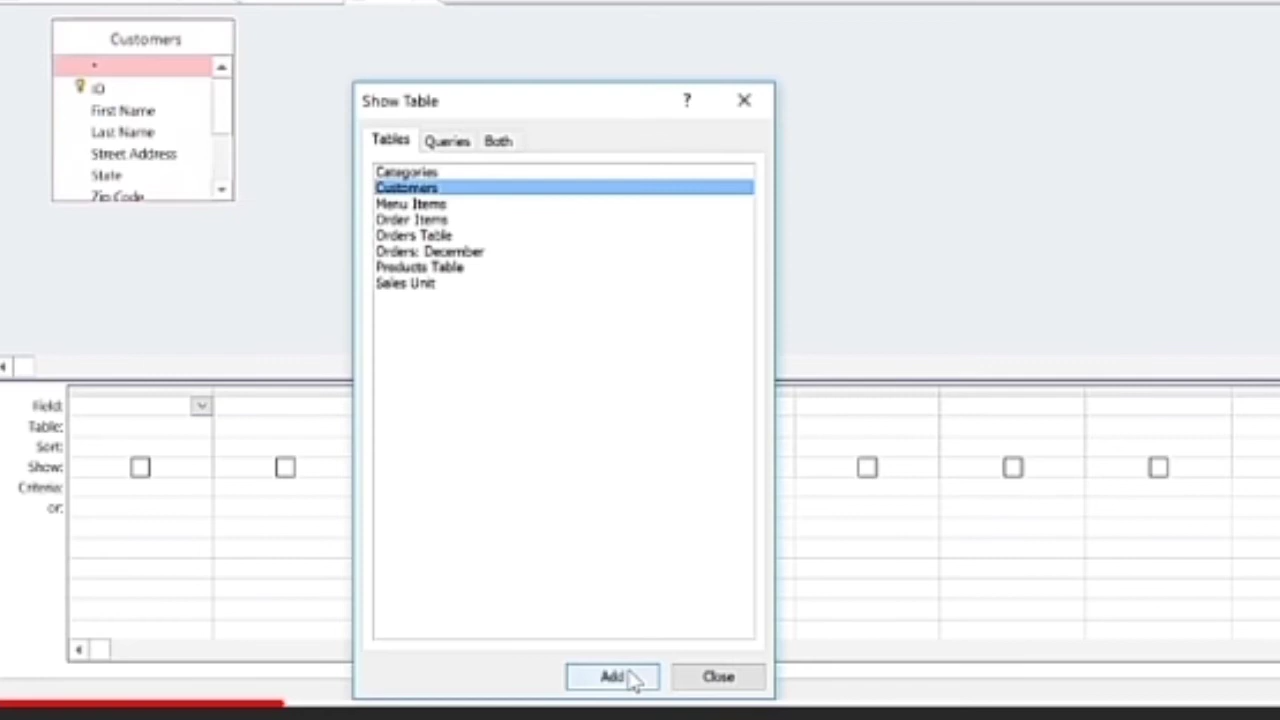 Customers
*
ID
First Name
Last Name
Street Address
State
Zip Code
Show Table
?
Tables Queries Both
Categories
Customers
Menu Items
Order Items
Orders Table
Orders: December
Products Table
Sales Unit
Add Close
Field:
Table:
Sort:
Show:
Criteria:
or: